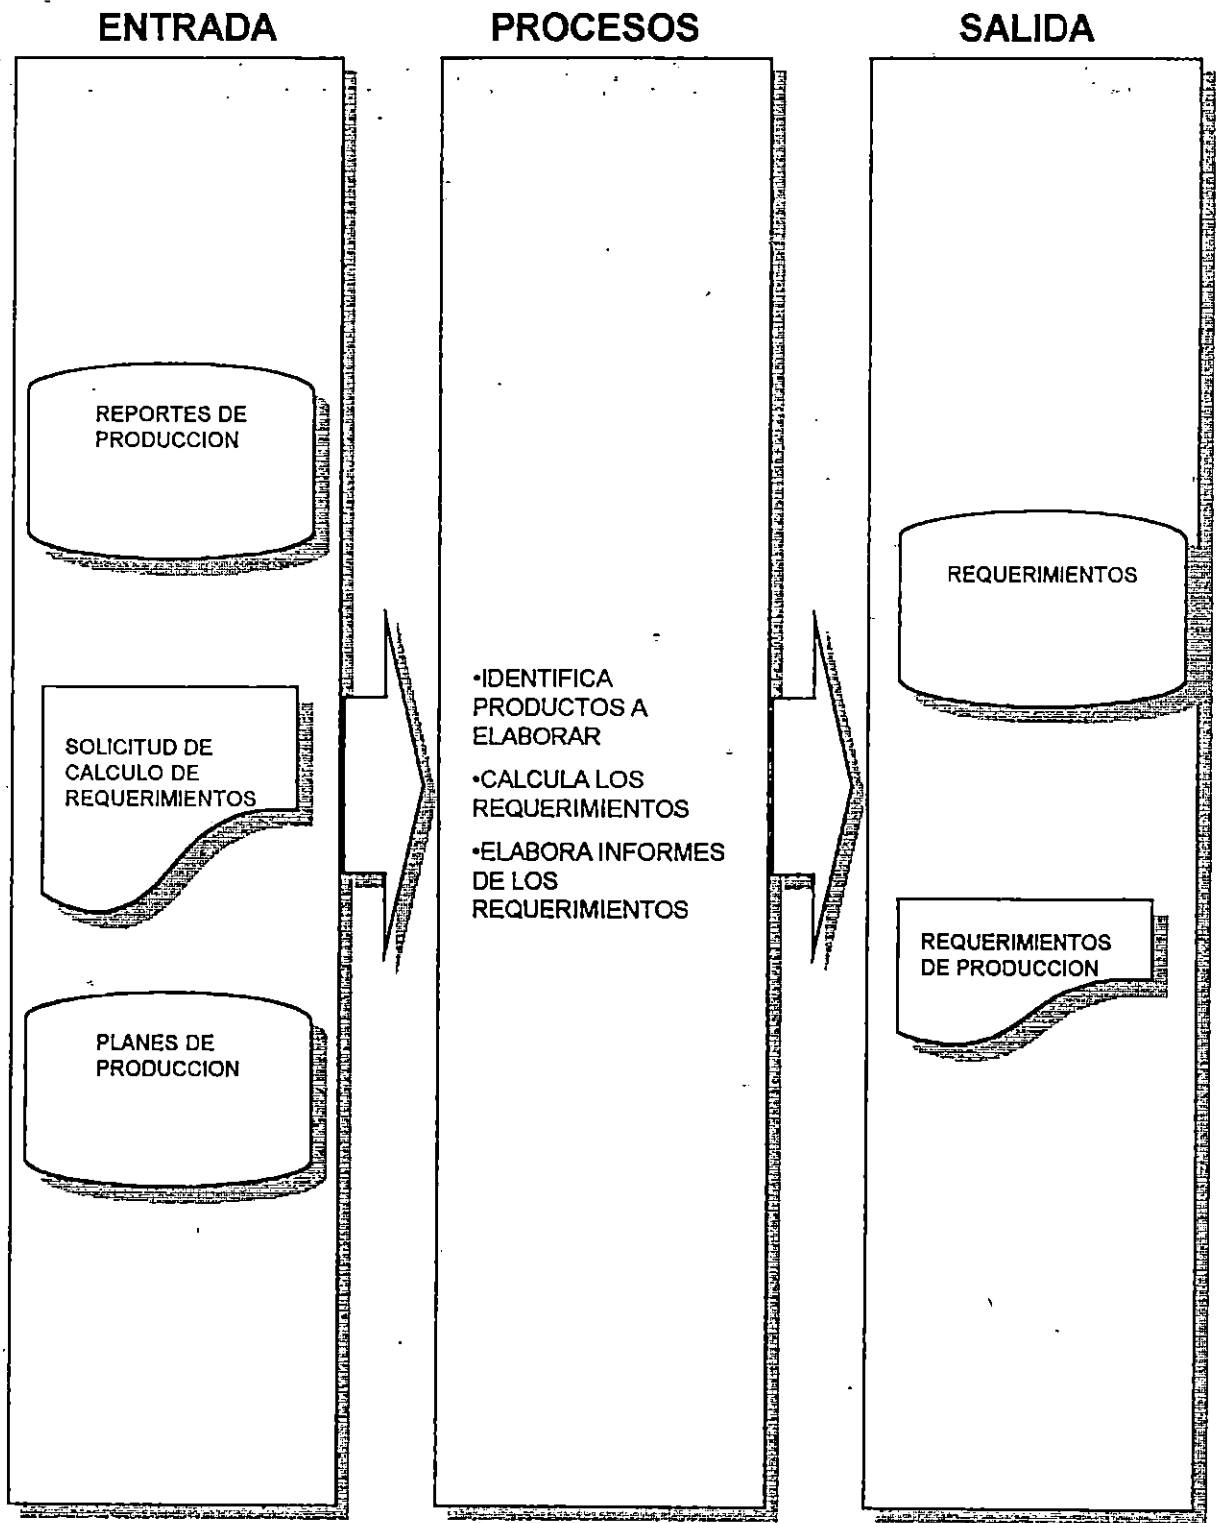 ENTRADA
PROCESOS
SALIDA
REPORTES DE
PRODUCCION
SOLICITUD DE
CALCULO DE
REQUERIMIENTOS
PLANES DE
PRODUCCION
•IDENTIFICA
PRODUCTOS A
ELABORAR
•CALCULA LOS
REQUERIMIENTOS
•ELABORA INFORMES
DE LOS
REQUERIMIENTOS
REQUERIMIENTOS
REQUERIMIENTOS
DE PRODUCCION